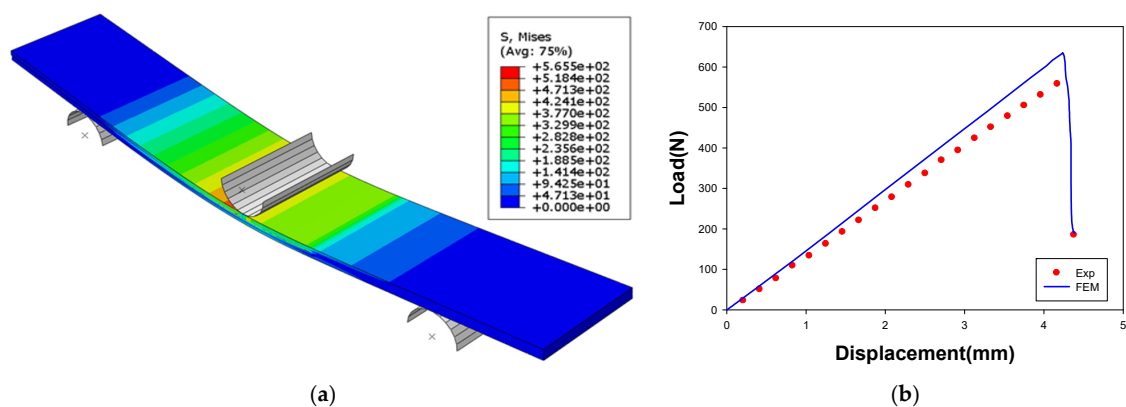 S, Mises
(Avg: 75%)
+5.655e+02
+5.184e+02
+4.713e+02
+4.241e+02
+3.770e+02
+3.299e+02
+2.828e+02
+2.356e+02
+1.885e+02
+1.414e+02
+9.425e+01
+4.713e+01
+0.000e+00
(a)
700
600
500
400
300
200
100
0
Load(N)
0 1 2 3 4 5
Displacement(mm)
Exp
FEM
(b)